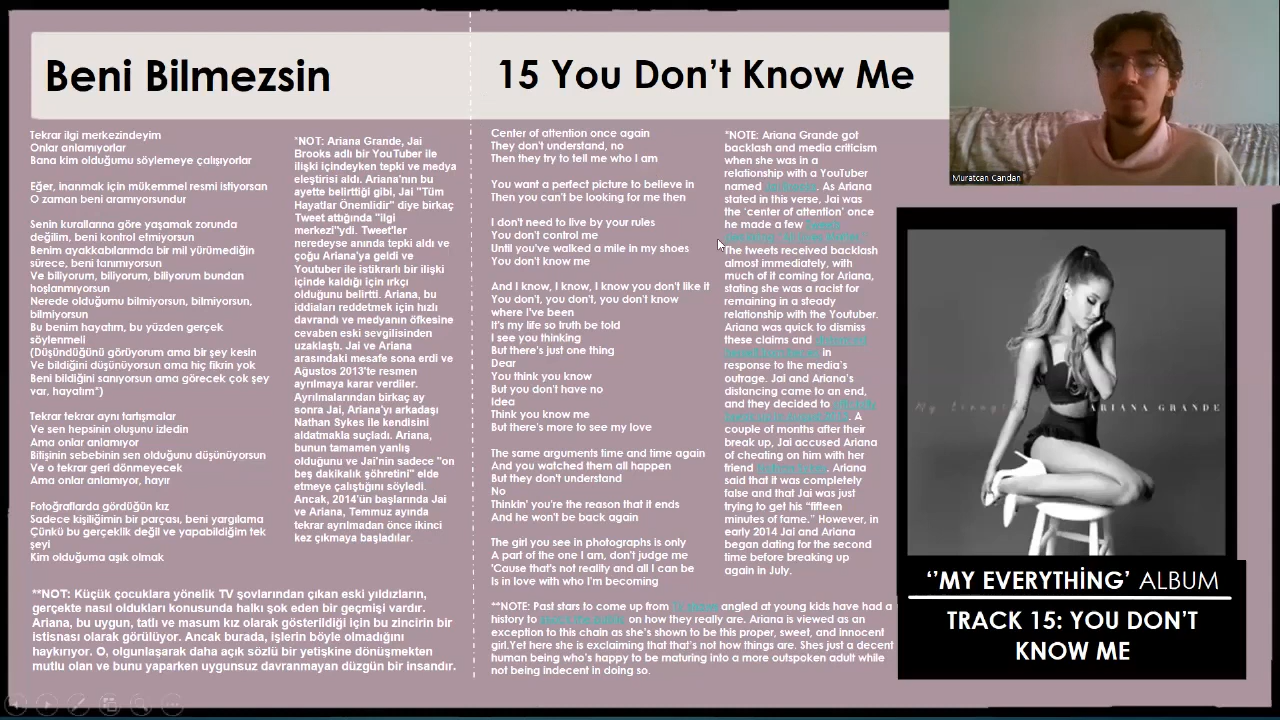 Beni Bilmezsin
Tekrar ilgi merkezindeyim
Onlar anlamıyorlar
Bana kim olduğumu söylemeye çalışıyorlar
Eğer, inanmak için mükemmel resmi istiyorsan
O zaman beni aramıyorsundur
Senin kurallarına göre yaşamak zorunda
değilim, beni kontrol etmiyorsun
Benim ayakkabılarımda bir mil yürümediğin
sürece, beni tanımıyorsun
Ve biliyorum, biliyorum, biliyorum bundan
hoşlanmıyorsun
Nerede olduğumu bilmiyorsun, bilmiyorsun,
bilmiyorsun
Bu benim hayatım, bu yüzden gerçek
söylenmeli
(Düşündüğünü görüyorum ama bir şey kesin
Ve bildiğini düşünüyorsun ama hiç fikrin yok
Beni bildiğini sanıyorsun ama görecek çok şey
var, hayatım*)
Tekrar tekrar aynı tartışmalar
Ve sen hepsinin oluşunu izledin
Ama onlar anlamıyor
Bitişinin sebebinin sen olduğunu düşünüyorsun
Ve o tekrar geri dönmeyecek
Ama onlar anlamıyor, hayır
Fotoğraflarda gördüğün kız
Sadece kişiliğimin bir parçası, beni yargılama
Çünkü bu gerçeklik değil ve yapabildiğim tek
şeyi
Kim olduğuma aşık olmak
*NOT: Ariana Grande, Jai
Brooks adlı bir YouTuber ile
ilişki içindeyken tepki ve medya
eleştirisi aldı. Ariana'nın bu
ayette belirttiği gibi, Jai "Tüm
Hayatlar Önemlidir" diye birkaç
Tweet attığında "ilgi
merkezi"ydi. Tweet'ler
neredeyse anında tepki aldı ve
çoğu Ariana'ya geldi ve
Youtuber ile istikrarlı bir ilişki
içinde kaldığı için ırkçı
olduğunu belirtti. Ariana, bu
iddiaları reddetmek için hızlı
davrandı ve medyanın öfkesine
cevaben eski sevgilisinden
uzaklaştı. Jai ve Ariana
arasındaki mesafe sona erdi ve
Ağustos 2013'te resmen
ayrılmaya karar verdiler.
Ayrılmalarından birkaç ay
sonra Jai, Ariana'yı arkadaşı
Nathan Sykes ile kendisini
aldatmakla suçladı. Ariana,
bunun tamamen yanlış
olduğunu ve Jai'nin sadece "on
beş dakikalık şöhretini" elde
etmeye çalıştığını söyledi.
Ancak, 2014'ün başlarında Jai
ve Ariana, Temmuz ayında
tekrar ayrılmadan önce ikinci
kez çıkmaya başladılar.
**NOT: Küçük çocuklara yönelik TV şovlarından çıkan eski yıldızların,
gerçekte nasıl oldukları konusunda halkı şok eden bir geçmişi vardır.
Ariana, bu uygun, tatlı ve masum kız olarak gösterildiği için bu zincirin bir
istisnası olarak görülüyor. Ancak burada, işlerin böyle olmadığını
haykırıyor. O, olgunlaşarak daha açık sözlü bir yetişkine dönüşmekten
mutlu olan ve bunu yaparken uygunsuz davranmayan düzgün bir insandır.
15 You Don't Know Me
Center of attention once again
They don't understand, no
Then they try to tell me who I am
You want a perfect picture to believe in
Then you can't be looking for me then
I don't need to live by your rules
You don't control me
Until you've walked a mile in my shoes
You don't know me
And I know, I know, I know you don't like it
You don't, you don't, you don't know
where I've been
It's my life so truth be told
I see you thinking
But there's just one thing
Dear
You think you know
But you don't have no
Idea
Think you know me
But there's more to see my love
The same arguments time and time again
And you watched them all happen
But they don't understand
No
Thinkin' you're the reason that it ends
And he won't be back again
The girl you see in photographs is only
A part of the one I am, don't judge me
'Cause that's not reality and all I can be
Is in love with who I'm becoming
*NOTE: Ariana Grande got
backlash and media criticism
when she was in a
relationship with a YouTuber
named As Ariana
stated in this verse, Jai was
the 'center of attention' once
he made a few
The tweets received backlash
almost immediately, with
much of it coming for Ariana,
stating she was a racist for
remaining in a steady
relationship with the Youtuber.
Ariana was quick to dismiss
these claims and
in
response to the media's
outrage. Jai and Ariana's
distancing came to an end,
and they decided to
A
couple of months after their
break up, Jai accused Ariana
of cheating on him with her
friend Ariana
said that it was completely
false and that Jai was just
trying to get his "fifteen
minutes of fame." However, in
early 2014 Jai and Ariana
began dating for the second
time before breaking up
again in July.
**NOTE: Past stars to come up from angled at young kids have had a
history to on how they really are. Ariana is viewed as an
exception to this chain as she's shown to be this proper, sweet, and innocent
girl.Yet here she is exclaiming that that's not how things are. Shes just a decent
human being who's happy to be maturing into a more outspoken adult while
not being indecent in doing so.
Muratcan Candan
ARIANA GRANDE
''MY EVERYTHİNG' ALBUM
TRACK 15: YOU DON'T
KNOW ME